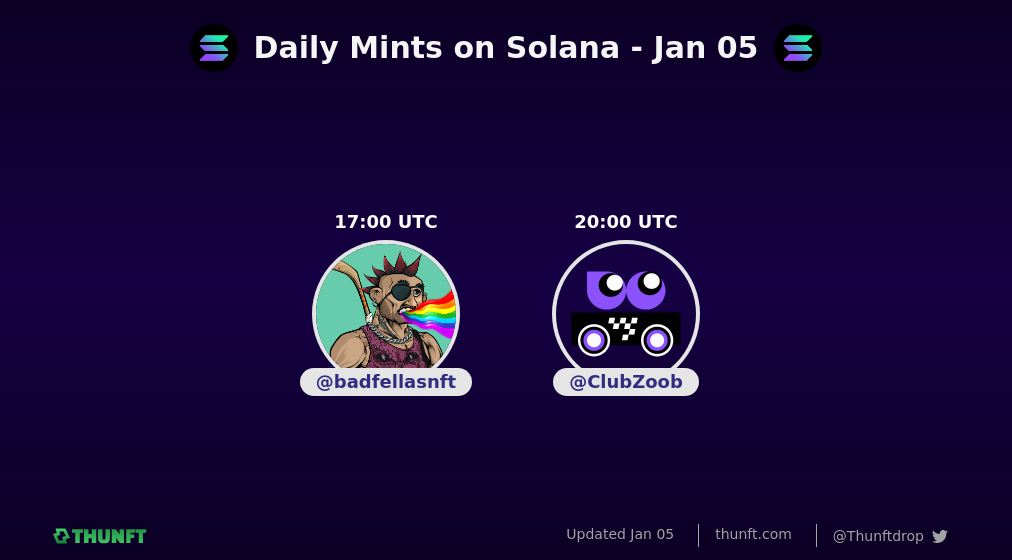 Daily Mints on Solana - Jan 05
17:00 UTC
20:00 UTC
@badfellasnft
@ClubZoob
THUNFT
Updated Jan 05
thunft.com
@Thunftdrop